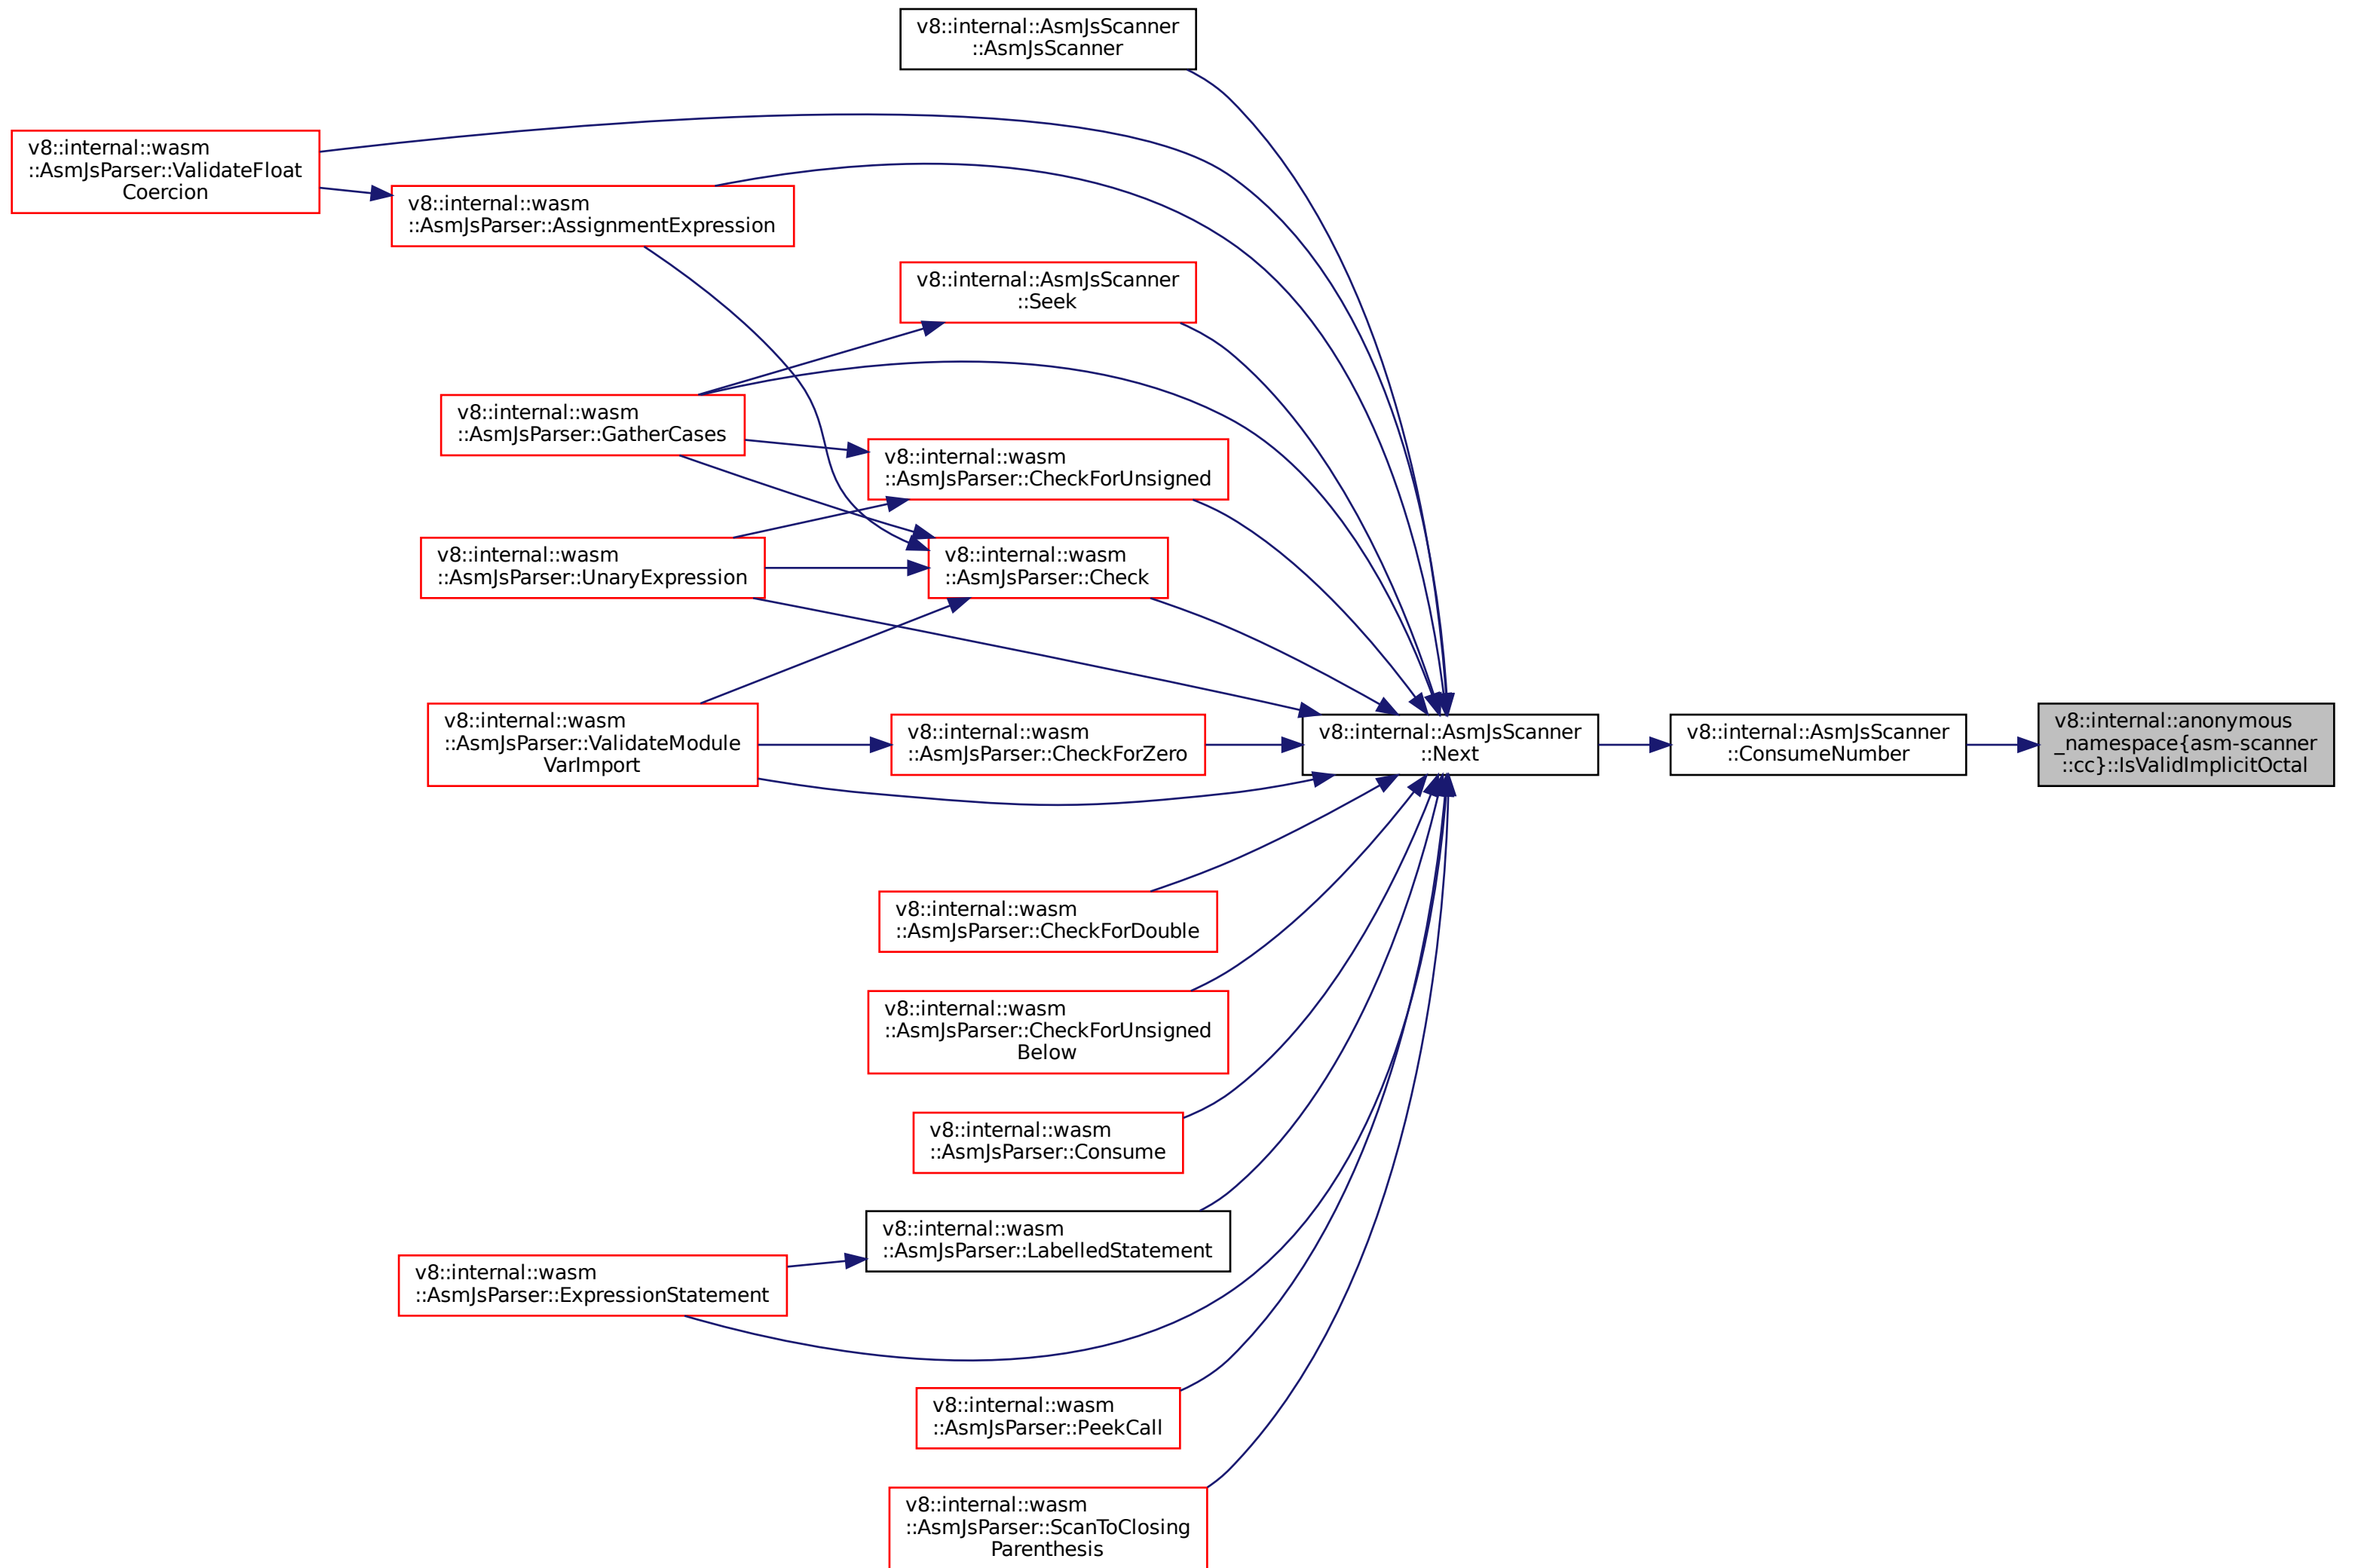 v8::internal::AsmJsScanner
::AsmJsScanner
v8::internal::wasm
::AsmJsParser::ValidateFloat
Coercion
v8::internal::wasm
::AsmJsParser::AssignmentExpression
v8::internal::AsmJsScanner
::Seek
v8::internal::wasm
::AsmJsParser::GatherCases
v8::internal::wasm
::AsmJsParser::CheckForUnsigned
v8::internal::wasm
::AsmJsParser::UnaryExpression
v8::internal::wasm
::AsmJsParser::Check
v8::internal::wasm
::AsmJsParser::ValidateModule
VarImport
v8::internal::wasm
::AsmJsParser::CheckForZero
v8::internal::AsmJsScanner
::Next
v8::internal::AsmJsScanner
::ConsumeNumber
v8::internal::anonymous
_namespace{asm-scanner
::cc}::IsValidImplicitOctal
v8::internal::wasm
::AsmJsParser::CheckForDouble
v8::internal::wasm
::AsmJsParser::CheckForUnsigned
Below
v8::internal::wasm
::AsmJsParser::Consume
v8::internal::wasm
::AsmJsParser::LabelledStatement
v8::internal::wasm
::AsmJsParser::ExpressionStatement
v8::internal::wasm
::AsmJsParser::PeekCall
v8::internal::wasm
::AsmJsParser::ScanToClosing
Parenthesis